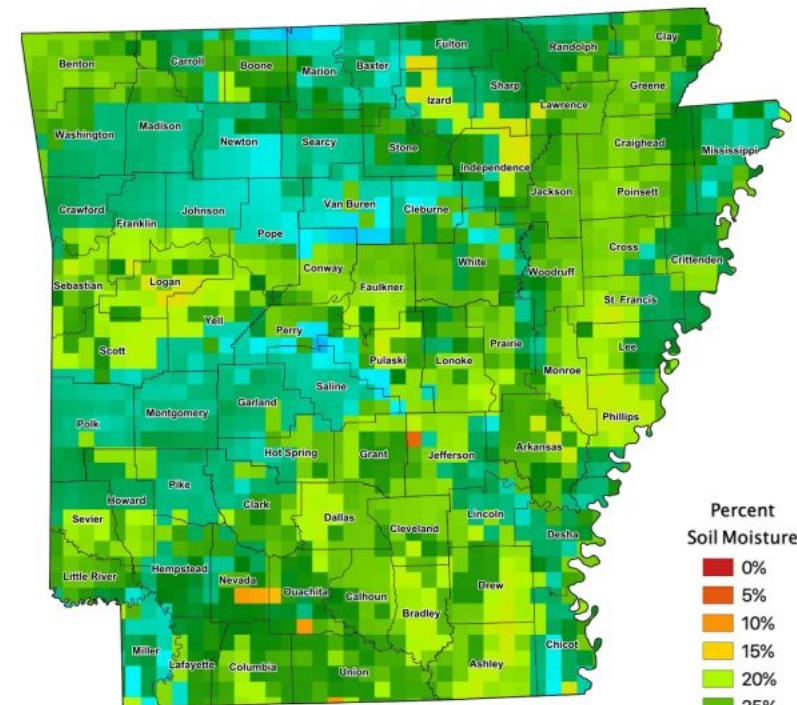 Benton
Carroll
Boone
Marion
Baxter
Fulton
Randolph
Clay
Izard
Sharp
Lawrence
Greene
Washington
Madison
Newton
Searcy
Stone
Independence
Craighead
Mississippi
Crawford
Franklin
Johnson
Pope
Van Buren
Cleburne
Jackson
Poinsett
Sebastian
Logan
Conway
Faulkner
White
Woodruff
Cross
Crittenden
St. Francis
Scott
Yell
Perry
Pulaski
Lonoke
Prairie
Monroe
Lee
Phillips
Polk
Montgomery
Garland
Saline
Hot Spring
Grant
Jefferson
Arkansas
Howard
Pike
Clark
Dallas
Cleveland
Lincoln
Desha
Sevier
Little River
Hempstead
Nevada
Ouachita
Calhoun
Bradley
Drew
Miller
Lafayette
Columbia
Union
Ashley
Chicot
Percent
Soil Moisture
0%
5%
10%
15%
20%
25%